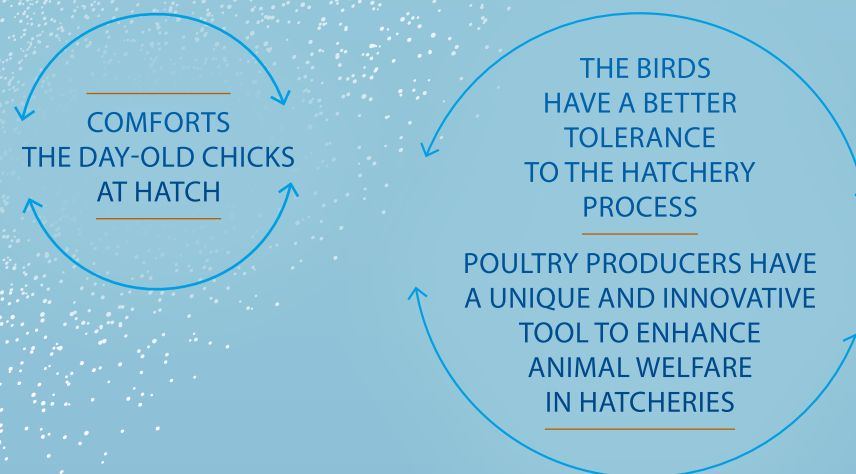 COMFORTS
THE DAY-OLD CHICKS
AT HATCH
THE BIRDS
HAVE A BETTER
TOLERANCE
TO THE HATCHERY
PROCESS
POULTRY PRODUCERS HAVE
A UNIQUE AND INNOVATIVE
TOOL TO ENHANCE
ANIMAL WELFARE
IN HATCHERIES